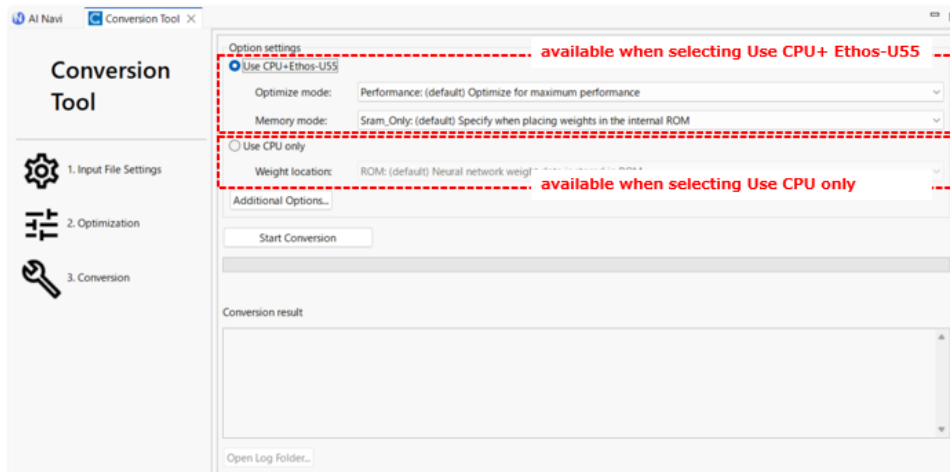 AI Navi
Conversion Tool
Conversion
Tool
1. Input File Settings
2. Optimization
3. Conversion
Option settings
available when selecting Use CPU+ Ethos-U55
Use CPU+Ethos-U55
Optimize mode: Performance: (default) Optimize for maximum performance
Memory mode: Sram_Only: (default) Specify when placing weights in the internal ROM
Use CPU only
Weight location: ROM: (default) Neural network weight
available when selecting Use CPU only
Additional Options...
Start Conversion
Conversion result
Open Log Folder...